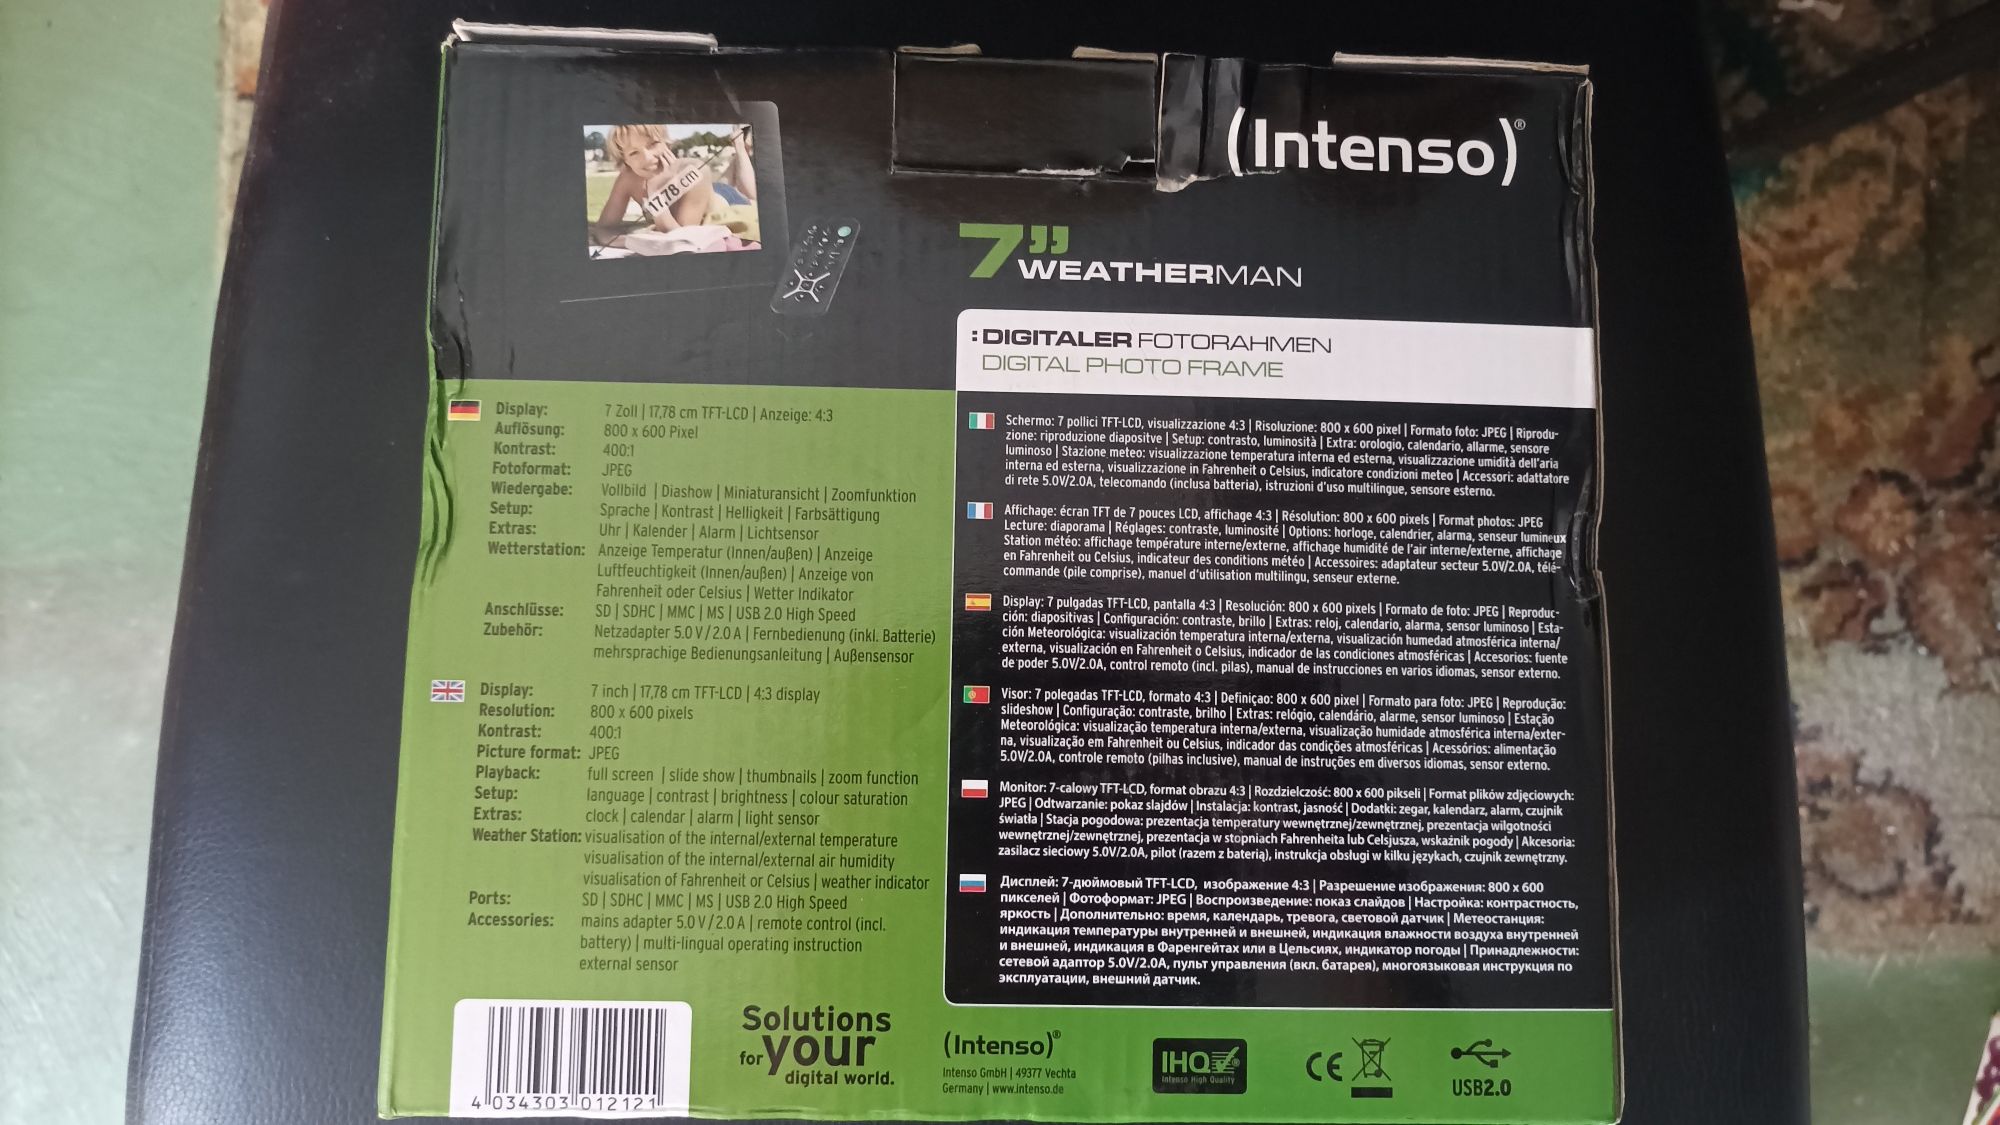 17,78 cm
(Intenso)®
7”
WEATHERMAN
: DIGITALER FOTORAHMEN
DIGITAL PHOTO FRAME
Display: 7 Zoll | 17,78 cm TFT-LCD | Anzeige: 4:3
Auflösung: 800 x 600 Pixel
Kontrast: 400:1
Fotoformat: JPEG
Wiedergabe: Vollbild | Diashow | Miniaturansicht | Zoomfunktion
Setup: Sprache | Kontrast | Helligkeit | Farbsättigung
Extras: Uhr | Kalender | Alarm | Lichtsensor
Wetterstation: Anzeige Temperatur (Innen/außen) | Anzeige
Luftfeuchtigkeit (Innen/außen) | Anzeige von
Fahrenheit oder Celsius | Wetter Indikator
Anschlüsse: SD | SDHC | MMC | MS | USB 2.0 High Speed
Zubehör: Netzadapter 5.0 V / 2.0 A | Fernbedienung (inkl. Batterie)
mehrsprachige Bedienungsanleitung | Außensensor
Display: 7 inch | 17,78 cm TFT-LCD | 4:3 display
Resolution: 800 x 600 pixels
Kontrast: 400:1
Picture format: JPEG
Playback: full screen | slide show | thumbnails | zoom function
Setup: language | contrast | brightness | colour saturation
Extras: clock | calendar | alarm | light sensor
Weather Station: visualisation of the internal/external temperature
visualisation of the internal/external air humidity
visualisation of Fahrenheit or Celsius | weather indicator
Ports: SD | SDHC | MMC | MS | USB 2.0 High Speed
Accessories: mains adapter 5.0 V / 2.0 A | remote control (incl.
battery) | multi-lingual operating instruction
external sensor
Schermo: 7 pollici TFT-LCD, visualizzazione 4:3 | Risoluzione: 800 x 600 pixel | Formato foto: JPEG | Riprodu-
zione: riproduzione diapositve | Setup: contrasto, luminosità | Extra: orologio, calendario, allarme, sensore
luminoso | Stazione meteo: visualizzazione temperatura interna ed esterna, visualizzazione umidità dell'aria
interna ed esterna, visualizzazione in Fahrenheit o Celsius, indicatore condizioni meteo | Accessori: adattatore
di rete 5.0V/2.0A, telecomando (inclusa batteria), istruzioni d'uso multilingue, sensore esterno.
Affichage: écran TFT de 7 pouces LCD, affichage 4:3 | Résolution: 800 x 600 pixels | Format photos: JPEG
Lecture: diaporama | Réglages: contraste, luminosité | Options: horloge, calendrier, alarma, senseur lumineux
Station météo: affichage température interne/externe, affichage humidité de l'air interne/externe, affichage
en Fahrenheit ou Celsius, indicateur des conditions météo | Accessoires: adaptateur secteur 5.0V/2.0A, télé-
commande (pile comprise), manuel d'utilisation multilingu, senseur externe.
Display: 7 pulgadas TFT-LCD, pantalla 4:3 | Resolución: 800 x 600 pixels | Formato de foto: JPEG | Reproduc-
ción: diapositivas | Configuración: contraste, brillo | Extras: reloj, calendario, alarma, sensor luminoso | Esta-
ción Meteorológica: visualización temperatura interna/externa, visualización humedad atmosférica interna/
externa, visualización en Fahrenheit o Celsius, indicador de las condiciones atmosféricas | Accesorios: fuente
de poder 5.0V/2.0A, control remoto (incl. pilas), manual de instrucciones en varios idiomas, sensor externo.
Visor: 7 polegadas TFT-LCD, formato 4:3 | Definiçao: 800 x 600 pixel | Formato para foto: JPEG | Reprodução:
slideshow | Configuração: contraste, brilho | Extras: relógio, calendário, alarme, sensor luminoso | Estação
Meteorológica: visualização temperatura interna/externa, visualização humidade atmosférica interna/exter-
na, visualização em Fahrenheit ou Celsius, indicador das condições atmosféricas | Acessórios: alimentação
5.0V/2.0A, controle remoto (pilhas inclusive), manual de instruções em diversos idiomas, sensor externo.
Monitor: 7-calowy TFT-LCD, format obrazu 4:3 | Rozdzielczość: 800 x 600 pikseli | Format plików zdjęciowych:
JPEG | Odtwarzanie: pokaz slajdów | Instalacja: kontrast, jasność | Dodatki: zegar, kalendarz, alarm, czujnik
światła | Stacja pogodowa: prezentacja temperatury wewnętrznej/zewnętrznej, prezentacja wilgotności
wewnętrznej/zewnętrznej, prezentacja w stopniach Fahrenheita lub Celsjusza, wskaźnik pogody | Akcesoria:
zasilacz sieciowy 5.0V/2.0A, pilot (razem z baterią), instrukcja obsługi w kilku językach, czujnik zewnętrzny.
Дисплей: 7-дюймовый TFT-LCD, изображение 4:3 | Разрешение изображения: 800 x 600
пикселей | Фотоформат: JPEG | Воспроизведение: показ слайдов | Настройка: контрастность,
яркость | Дополнительно: время, календарь, тревога, световой датчик | Метеостанция:
индикация температуры внутренней и внешней, индикация влажности воздуха внутренней
и внешней, индикация в Фаренгейтах или в Цельсиях, индикатор погоды | Принадлежности:
сетевой адаптор 5.0V/2.0A, пульт управления (вкл. батарея), многоязыковая инструкция по
эксплуатации, внешний датчик.
4 034303 012121
Solutions
for your
digital world.
(Intenso)®
Intenso GmbH | 49377 Vechta
Germany | www.intenso.de
IHQ®
Intenso High Quality
CE
USB2.0